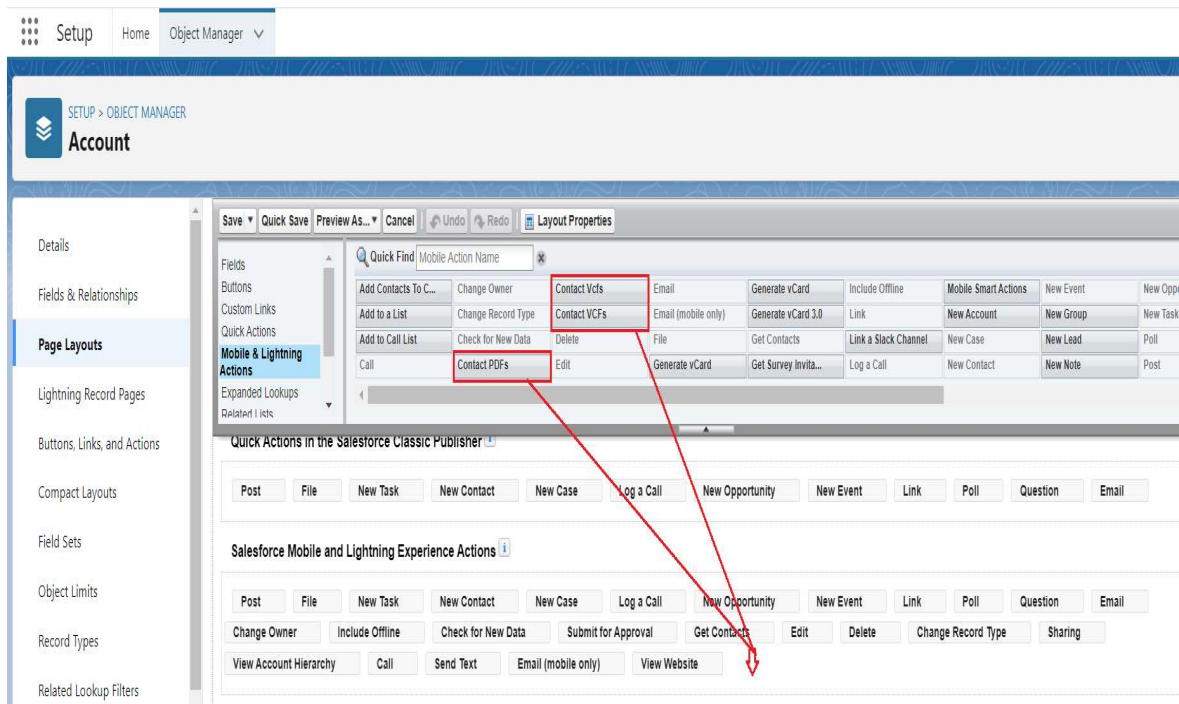 Setup Home Object Manager
SETUP > OBJECT MANAGER
Account
Details
Fields & Relationships
Page Layouts
Lightning Record Pages
Buttons, Links, and Actions
Compact Layouts
Field Sets
Object Limits
Record Types
Related Lookup Filters
Save Quick Save Preview As... Cancel Undo Redo Layout Properties
Fields
Buttons
Custom Links
Quick Actions
Mobile & Lightning
Actions
Expanded Lookups
Related Lists
Quick Find Mobile Action Name
Add Contacts To C... Change Owner Contact Vcfs Email Generate vCard Include Offline Mobile Smart Actions New Event New Oppo
Add to a List Change Record Type Contact VCFs Email (mobile only) Generate vCard 3.0 Link New Account New Group New Task
Add to Call List Check for New Data Delete File Get Contacts Link a Slack Channel New Case New Lead Poll
Call Contact PDFs Edit Generate vCard Get Survey Invita... Log a Call New Contact New Note Post
Quick Actions in the Salesforce Classic Publisher
Post File New Task New Contact New Case Log a Call New Opportunity New Event Link Poll Question Email
Salesforce Mobile and Lightning Experience Actions
Post File New Task New Contact New Case Log a Call New Opportunity New Event Link Poll Question Email
Change Owner Include Offline Check for New Data Submit for Approval Get Contacts Edit Delete Change Record Type Sharing
View Account Hierarchy Call Send Text Email (mobile only) View Website